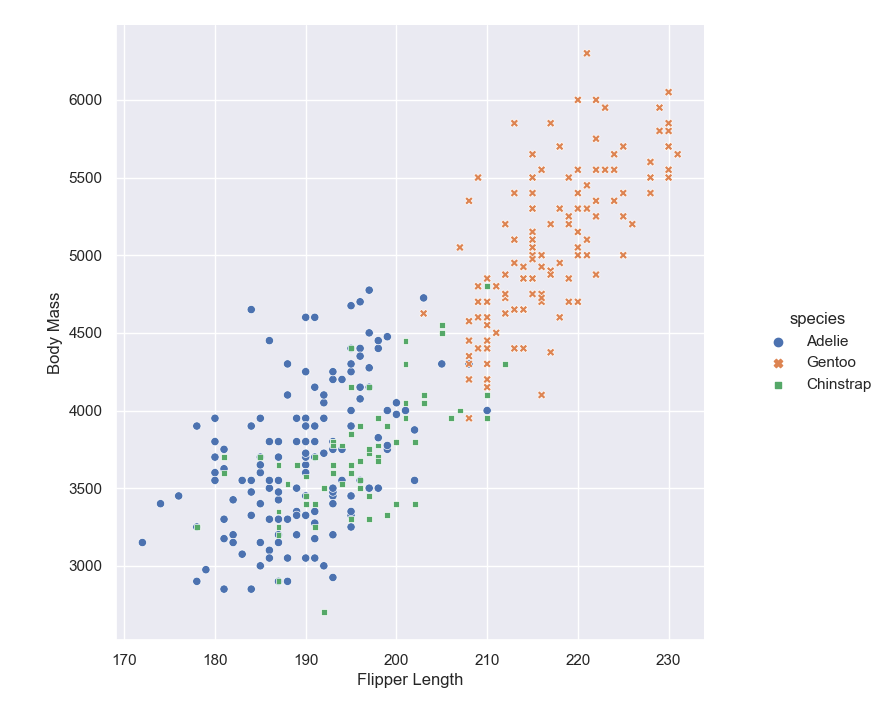 6000
5500
5000
4500
4000
3500
3000
Body Mass
170 180 190 200 210 220 230
Flipper Length
species
Adelie
Gentoo
Chinstrap